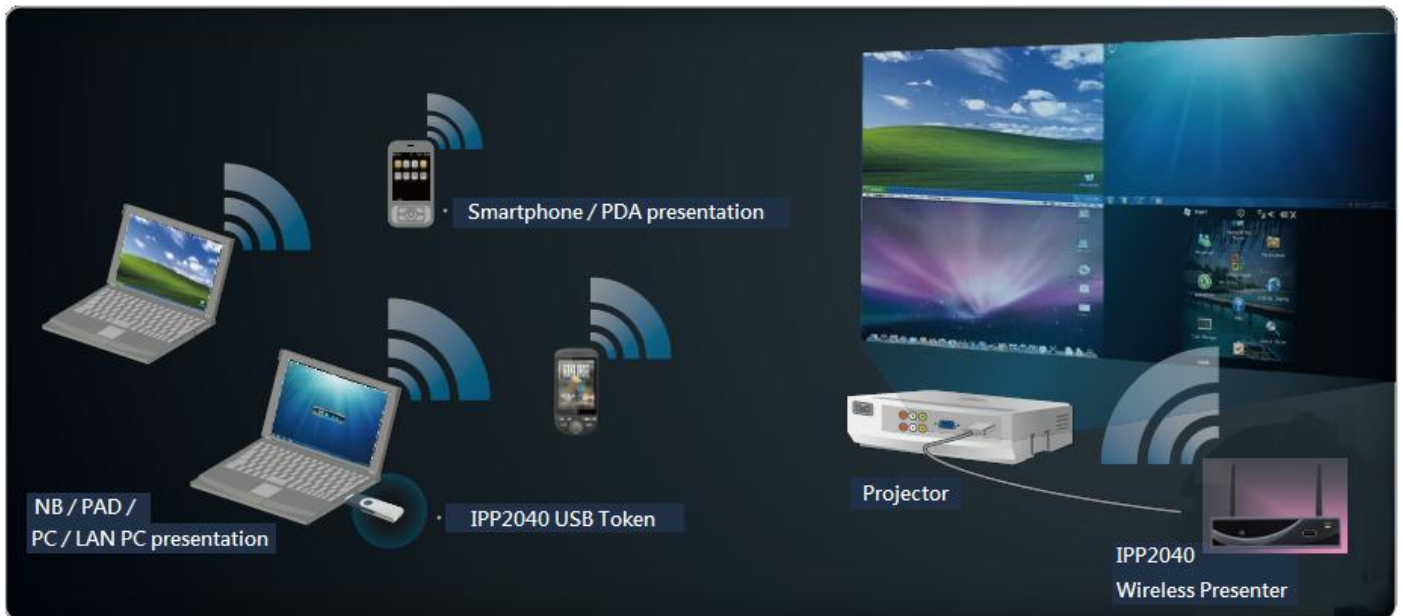 Smartphone / PDA presentation
NB / PAD /
PC / LAN PC presentation
IPP2040 USB Token
Projector
IPP2040
Wireless Presenter